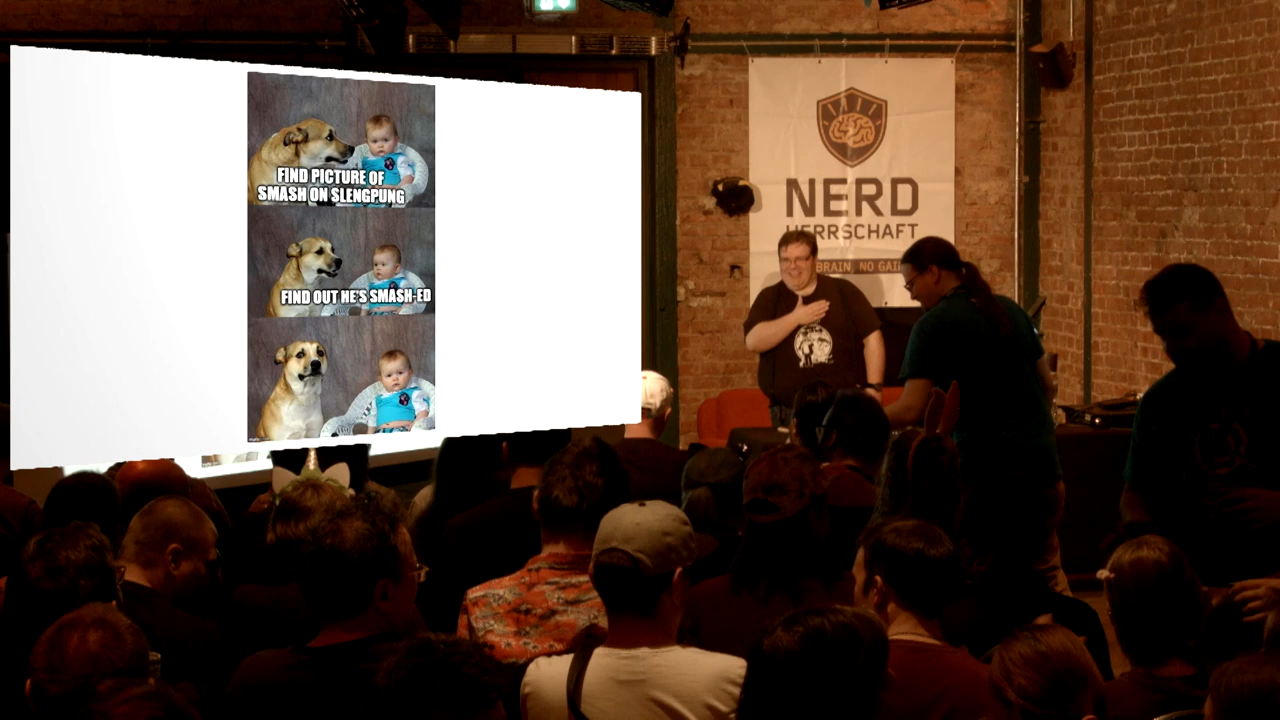 FIND PICTURE OF
SMASH ON SLENGPUNG
FIND OUT HE'S SMASH-ED
NERD
HERRSCHAFT
BRAIN, NO GAI